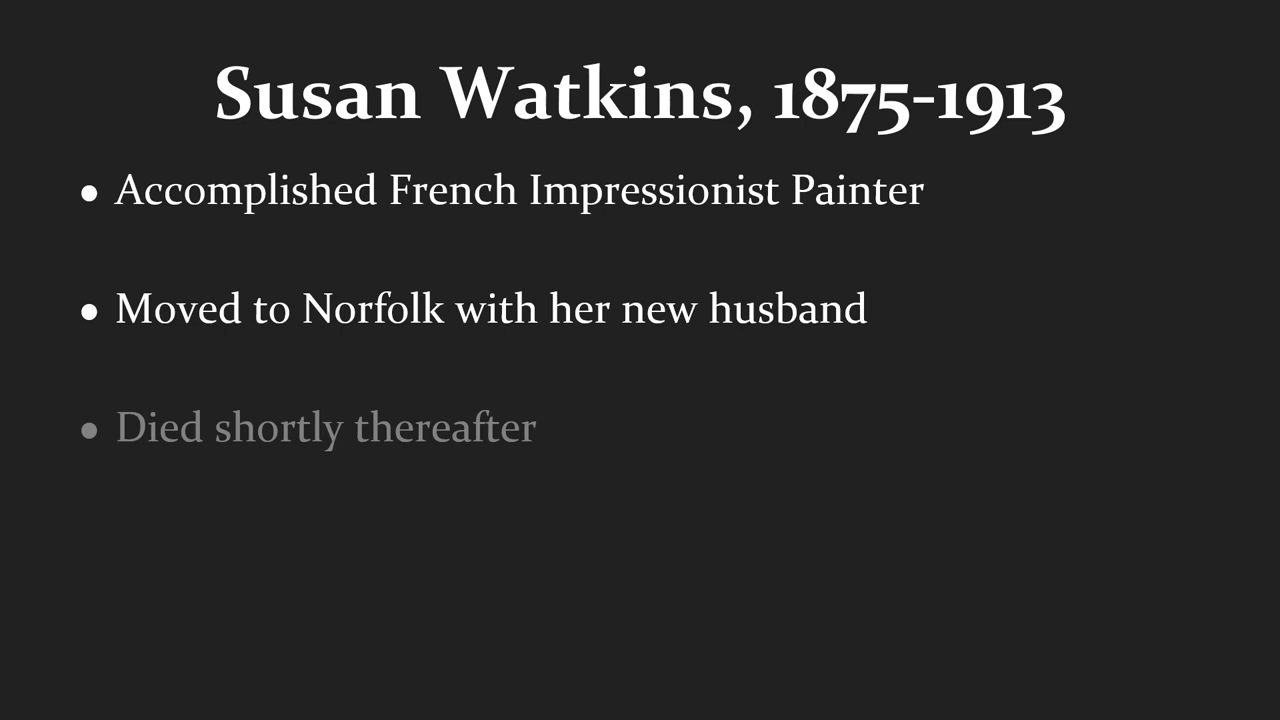 Susan Watkins, 1875-1913
• Accomplished French Impressionist Painter
• Moved to Norfolk with her new husband
• Died shortly thereafter